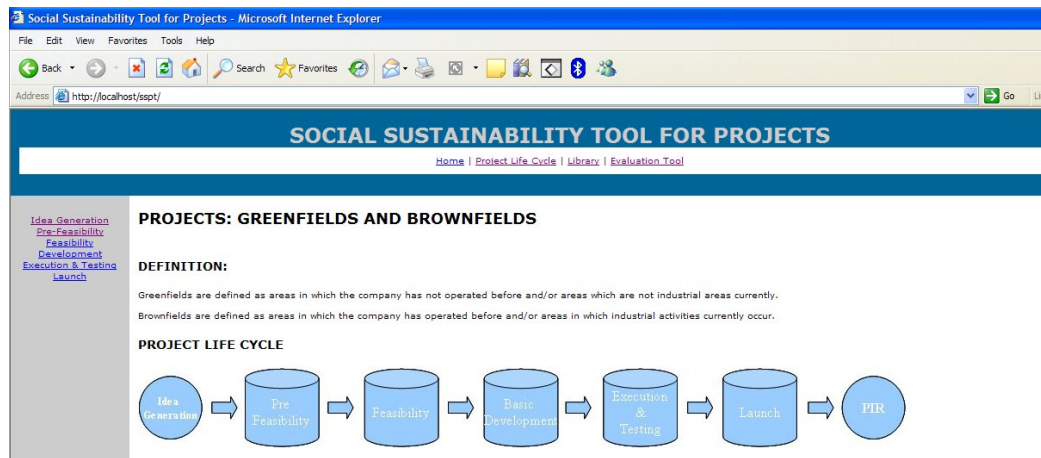 Social Sustainability Tool for Projects - Microsoft Internet Explorer
File Edit View Favorites Tools Help
Back Search Favorites
Address http://localhost/sspt/ Go
SOCIAL SUSTAINABILITY TOOL FOR PROJECTS
Home | Project Life Cycle | Library | Evaluation Tool
Idea Generation
Pre-Feasibility
Feasibility
Development
Execution & Testing
Launch
PROJECTS: GREENFIELDS AND BROWNFIELDS
DEFINITION:
Greenfields are defined as areas in which the company has not operated before and/or areas which are not industrial areas currently.
Brownfields are defined as areas in which the company has operated before and/or areas in which industrial activities currently occur.
PROJECT LIFE CYCLE
Idea
Generation
Pre
Feasibility
Feasibility
Basic
Development
Execution
&
Testing
Launch
PIR